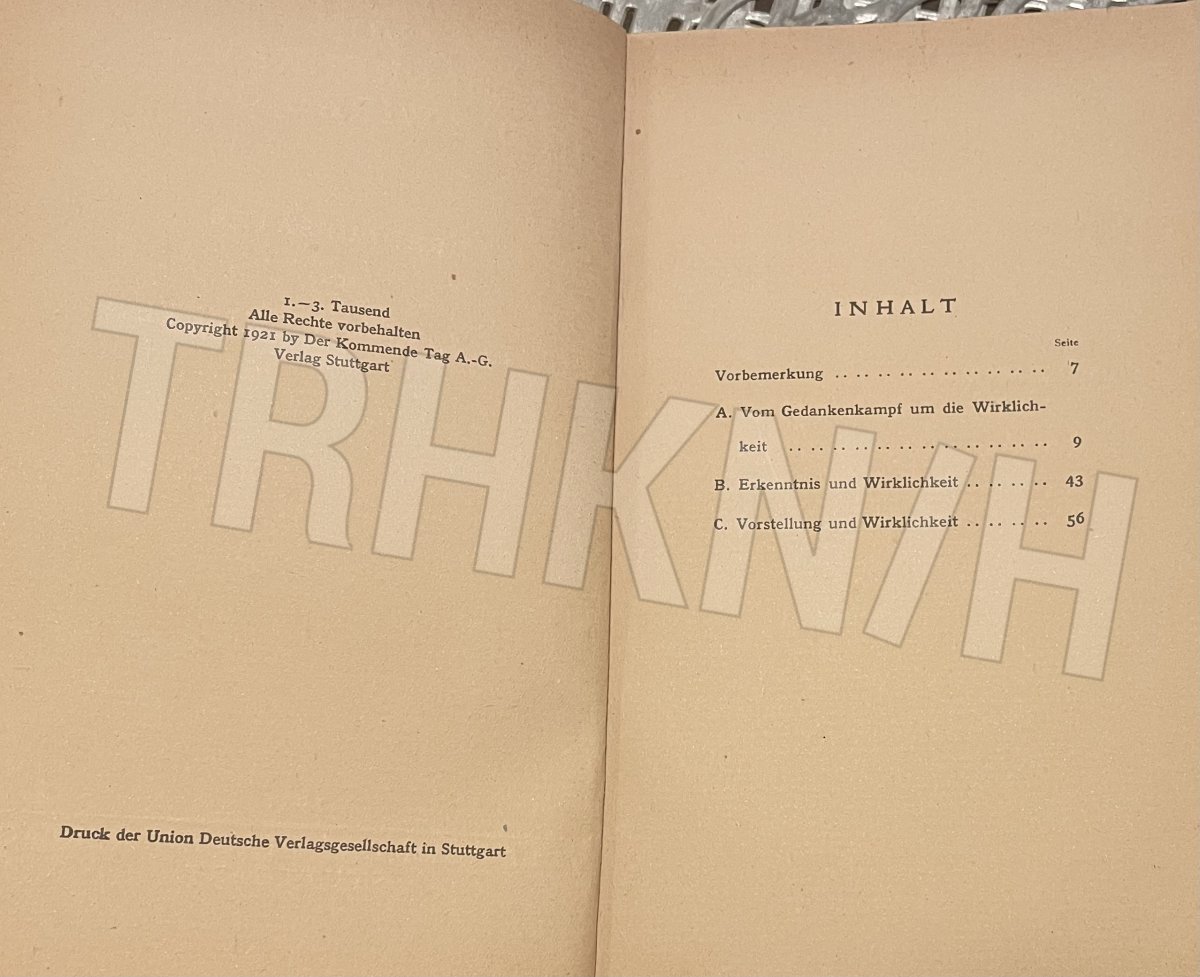 1.—3. Tausend
Alle Rechte vorbehalten
Copyright 1921 by Der Kommende Tag A.-G.
Verlag Stuttgart
Druck der Union Deutsche Verlagsgesellschaft in Stuttgart
INHALT
Seite
Vorbemerkung .. .. .. .. .. .. .. .. .. .. 7
A. Vom Gedankenkampf um die Wirklich-
keit .. .. .. .. .. .. .. .. .. .. .. .. 9
B. Erkenntnis und Wirklichkeit .. .. .. .. 43
C. Vorstellung und Wirklichkeit .. .. .. .. 56
TRHKN/H